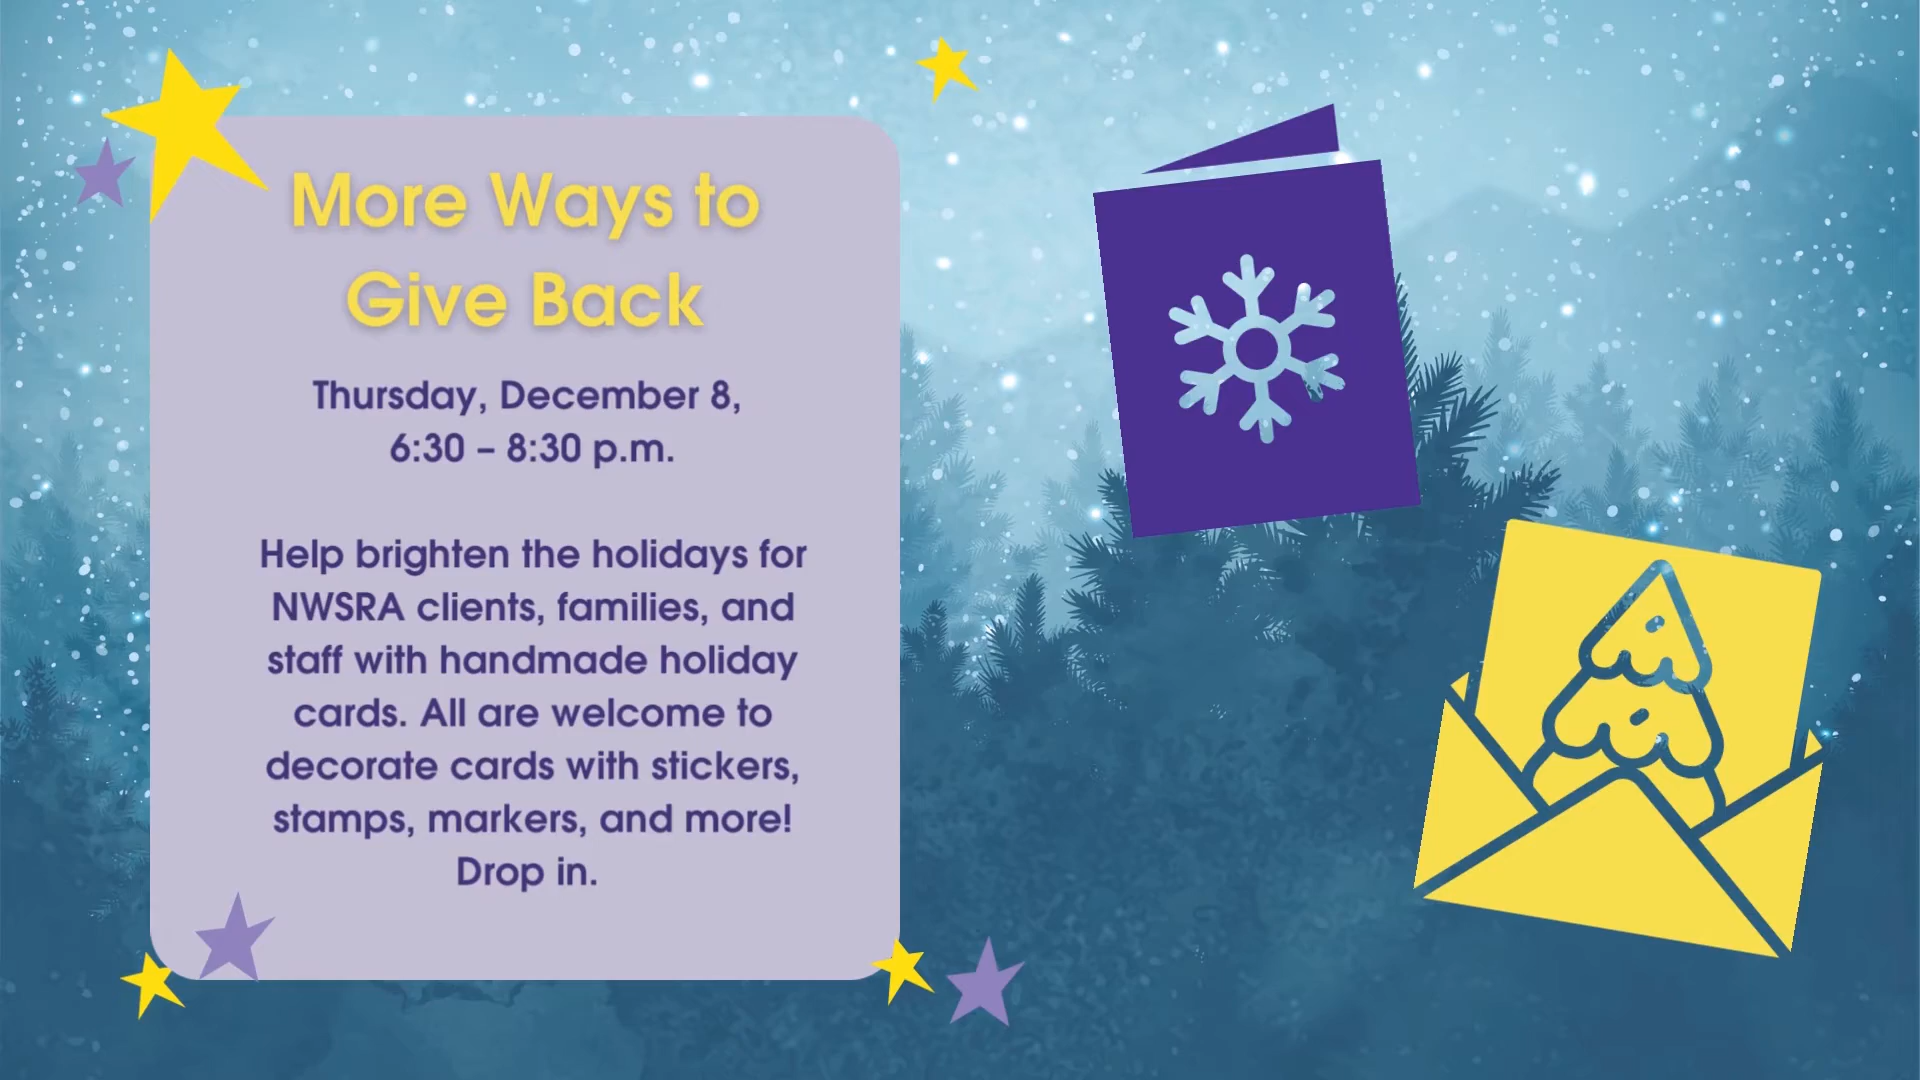 More Ways to
Give Back
Thursday, December 8,
6:30 – 8:30 p.m.
Help brighten the holidays for
NWSRA clients, families, and
staff with handmade holiday
cards. All are welcome to
decorate cards with stickers,
stamps, markers, and more!
Drop in.